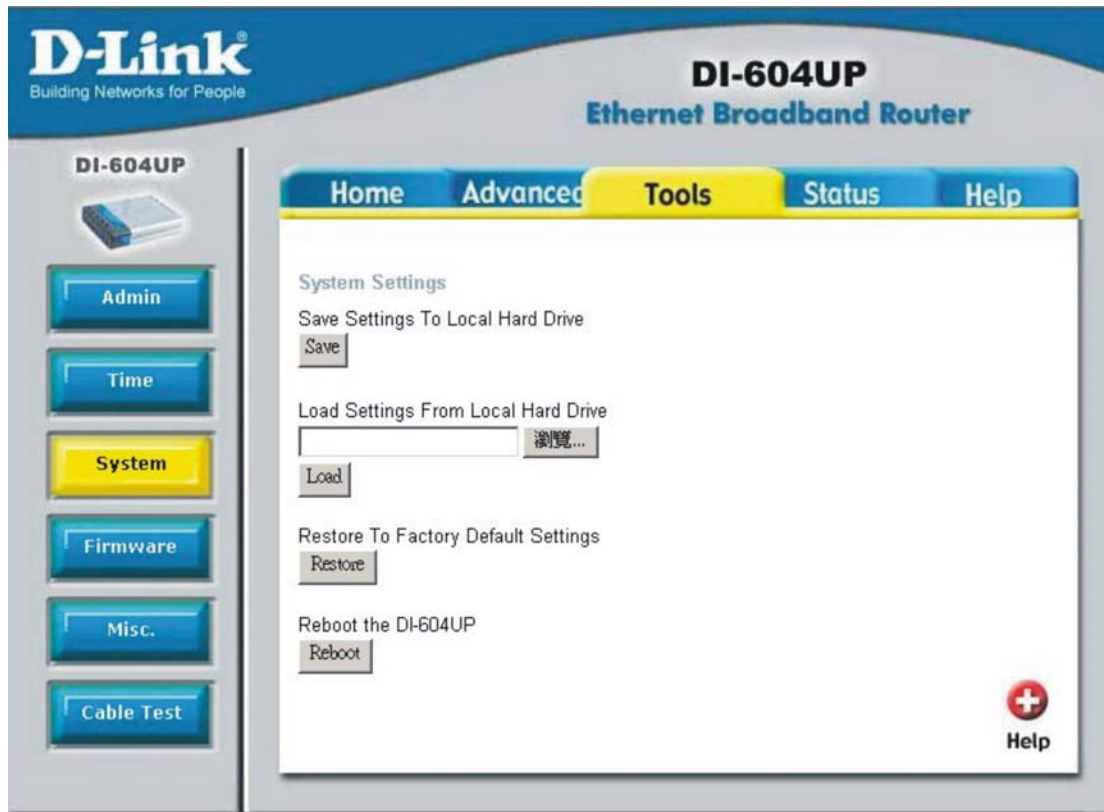 D-Link
Building Networks for People
DI-604UP
Ethernet Broadband Router
DI-604UP
Home
Advanced
Tools
Status
Help
Admin
Time
System
Firmware
Misc.
Cable Test
System Settings
Save Settings To Local Hard Drive
Save
Load Settings From Local Hard Drive
瀏覽...
Load
Restore To Factory Default Settings
Restore
Reboot the DI-604UP
Reboot
Help